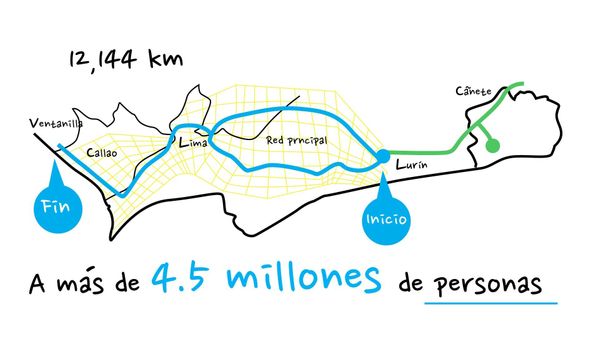 12,144 km
Cañete
Ventanilla
Callao
Lima
Red prncipal
Lurín
Fin
Inicio
A más de 4.5 millones de personas